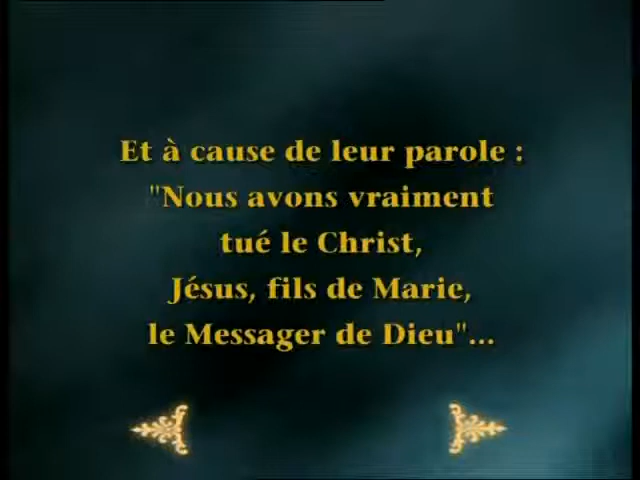 Et à cause de leur parole :
"Nous avons vraiment
tué le Christ,
Jésus, fils de Marie,
le Messager de Dieu"...